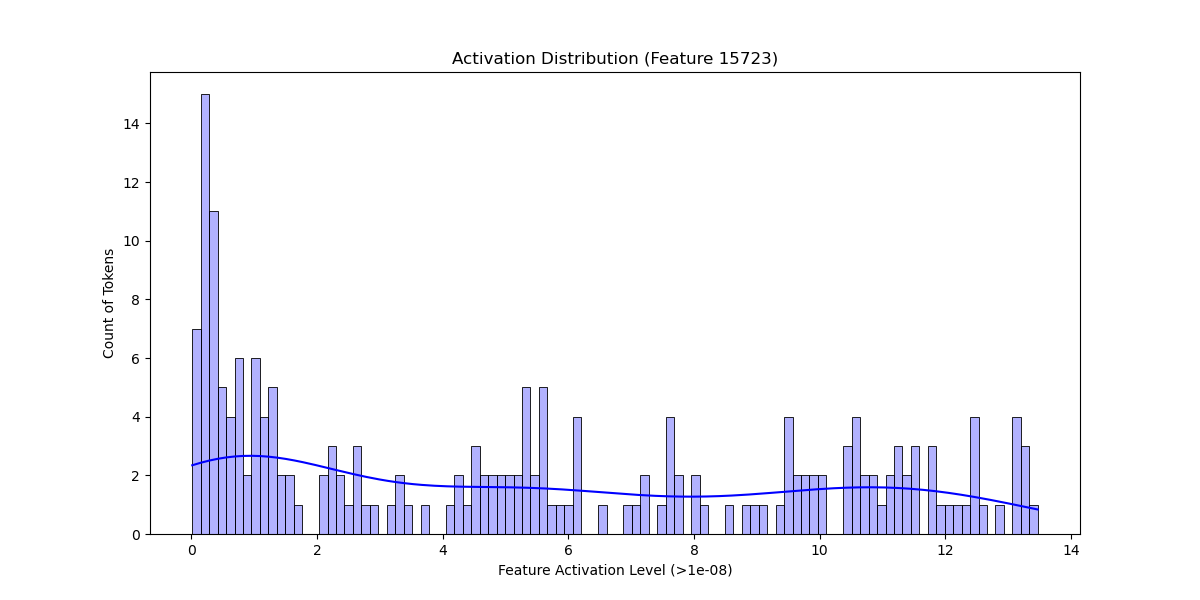 Activation Distribution (Feature 15723)
Count of Tokens
14
12
10
8
6
4
2
0
0 2 4 6 8 10 12 14
Feature Activation Level (>1e-08)